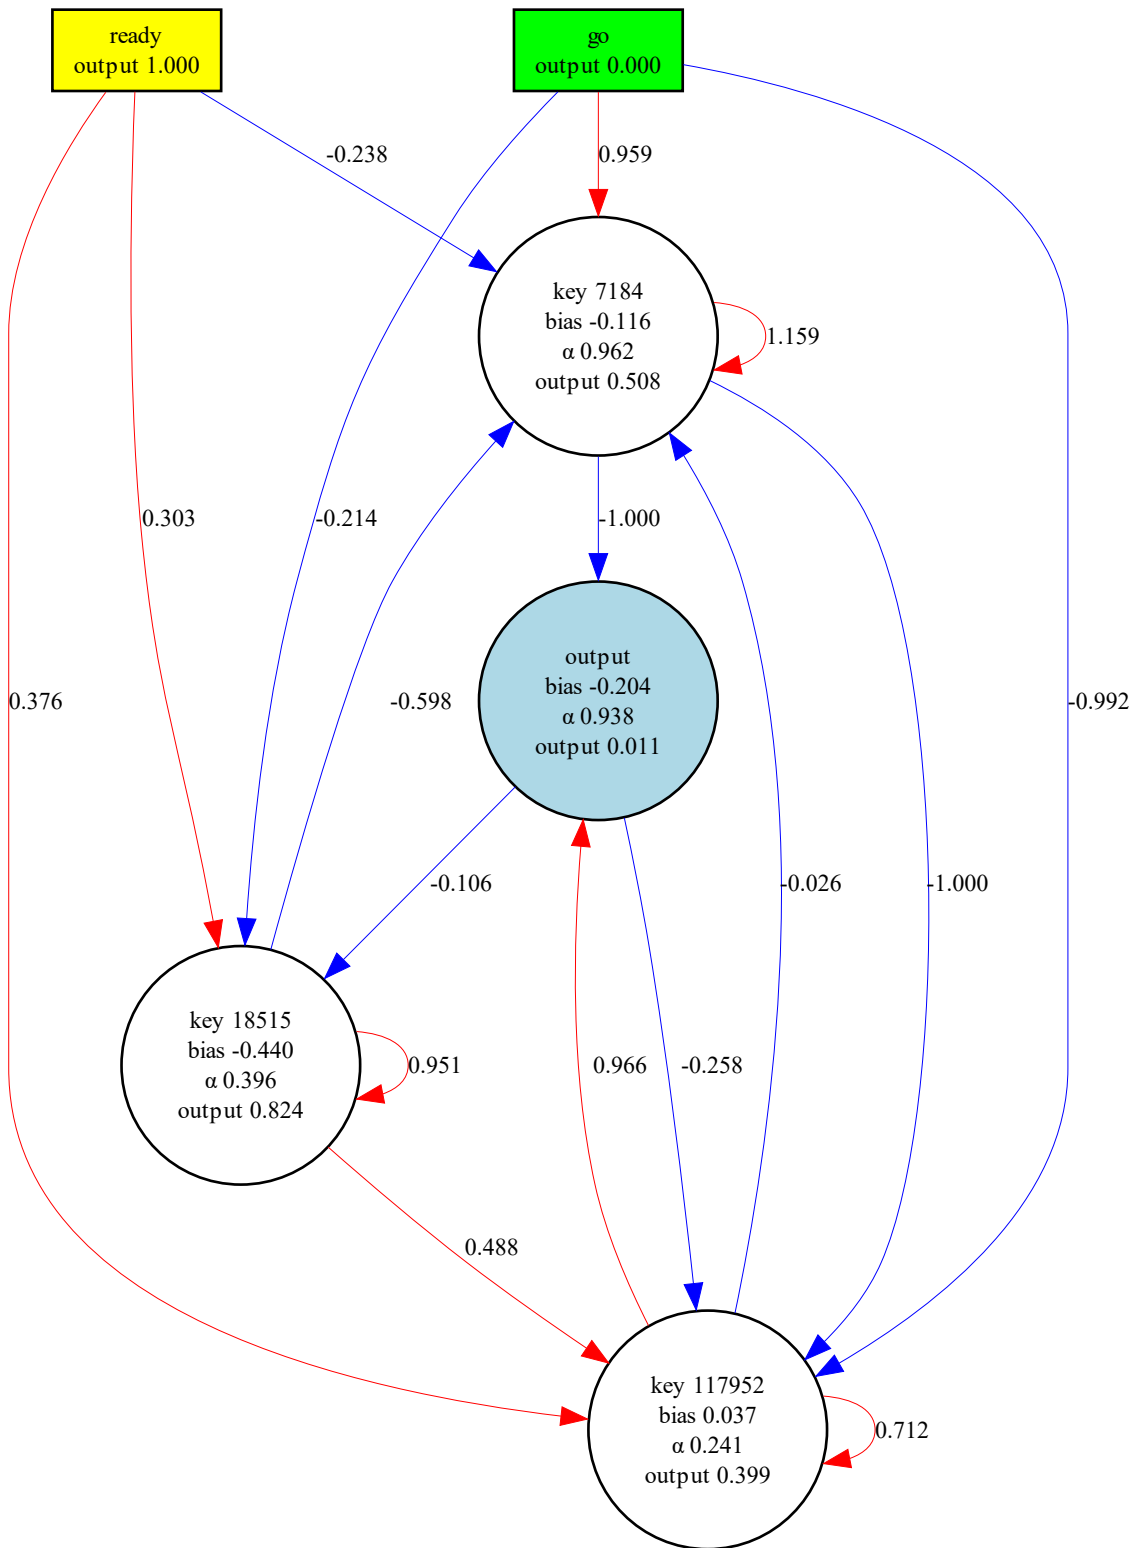 ready
output 1.000
go
output 0.000
-0.238
0.959
key 7184
bias -0.116
α 0.962
output 0.508
1.159
0.303
-0.214
-1.000
output
bias -0.204
α 0.938
output 0.011
0.376
-0.598
-0.992
-0.106
-0.026
-1.000
key 18515
bias -0.440
α 0.396
output 0.824
0.951
0.966
-0.258
0.488
key 117952
bias 0.037
α 0.241
output 0.399
0.712